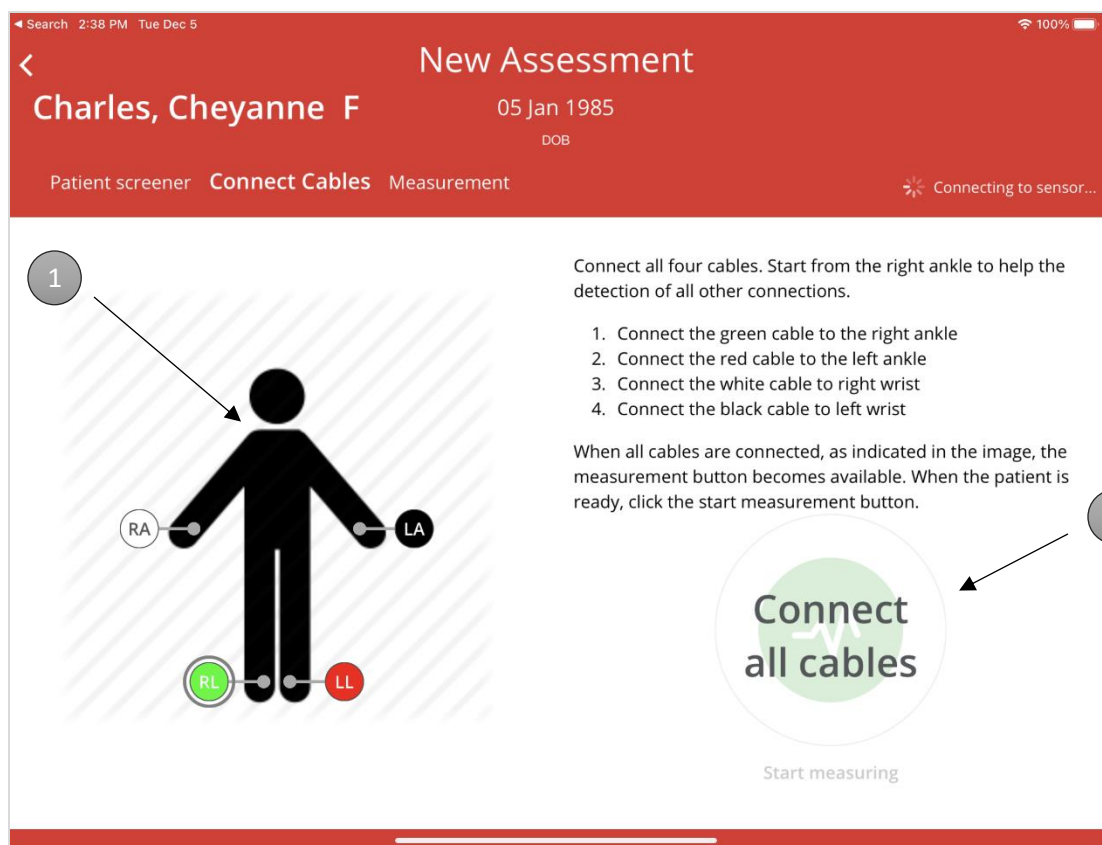 Search 2:38 PM Tue Dec 5 100%
New Assessment
Charles, Cheyanne F 05 Jan 1985
DOB
Patient screener Connect Cables Measurement Connecting to sensor...
1
Connect all four cables. Start from the right ankle to help the
detection of all other connections.
1. Connect the green cable to the right ankle
2. Connect the red cable to the left ankle
3. Connect the white cable to right wrist
4. Connect the black cable to left wrist
When all cables are connected, as indicated in the image, the
measurement button becomes available. When the patient is
ready, click the start measurement button.
RA LA
RL LL
Connect
all cables
Start measuring